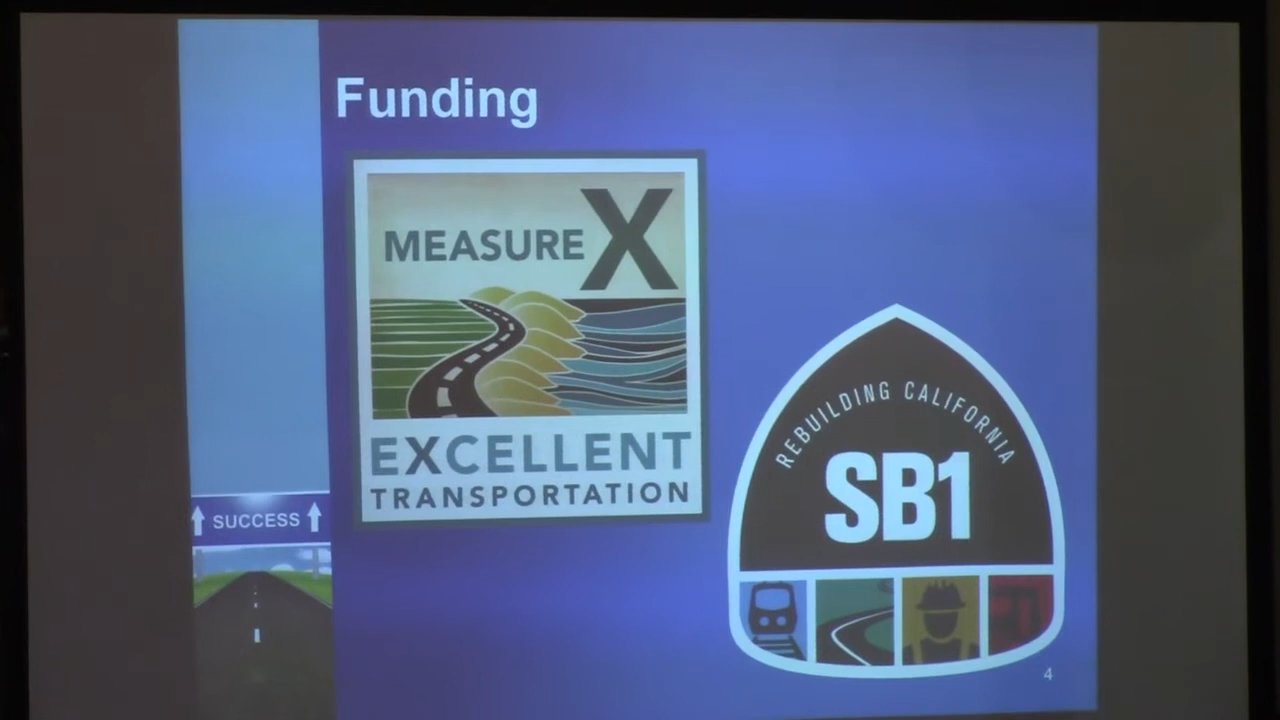 Funding
MEASURE X
EXCELLENT
TRANSPORTATION
REBUILDING CALIFORNIA
SB1
SUCCESS
4